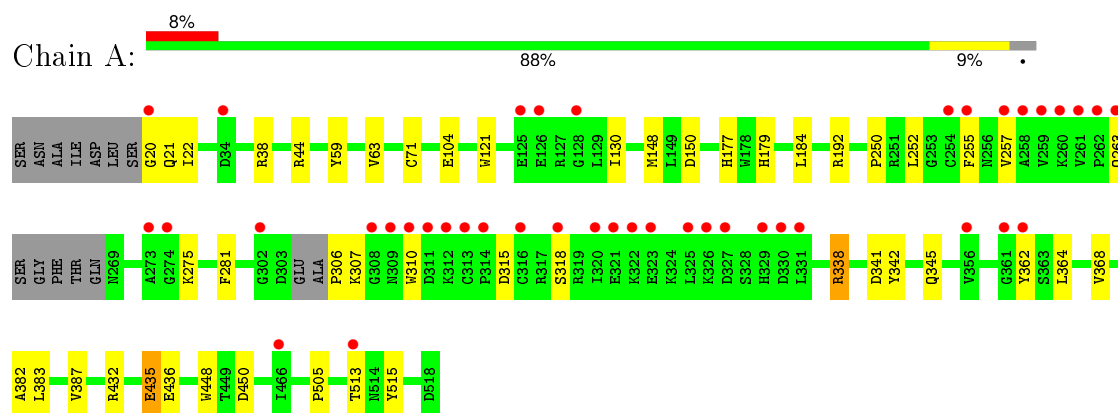 8%
Chain A:
88%
9%
•
SER ASN ALA ILE ASP LEU SER G20 Q21 I22 D34 R38 R44 Y59 V63 C71 E104 W121 E125 E126 R127 G128 L129 I130 M148 L149 D150 H177 W178 H179 L184 R192 P250 R251 L252 G253 G254 F255 N256 V257 A258 V259 K260 V261 P262 Q263
SER GLY PHE THR GLN N269 A273 G274 K275 F281 G302 D303 GLU ALA P306 K307 G308 N309 W310 D311 K312 C313 P314 D315 C316 R317 S318 R319 I320 E321 K322 E323 K324 L325 K326 D327 S328 H329 D330 L331 R338 D341 Y342 Q345 V356 G361 Y362 S363 L364 V368
A382 L383 V387 R432 E435 E436 W448 T449 D450 I466 P505 T513 N514 Y515 D518